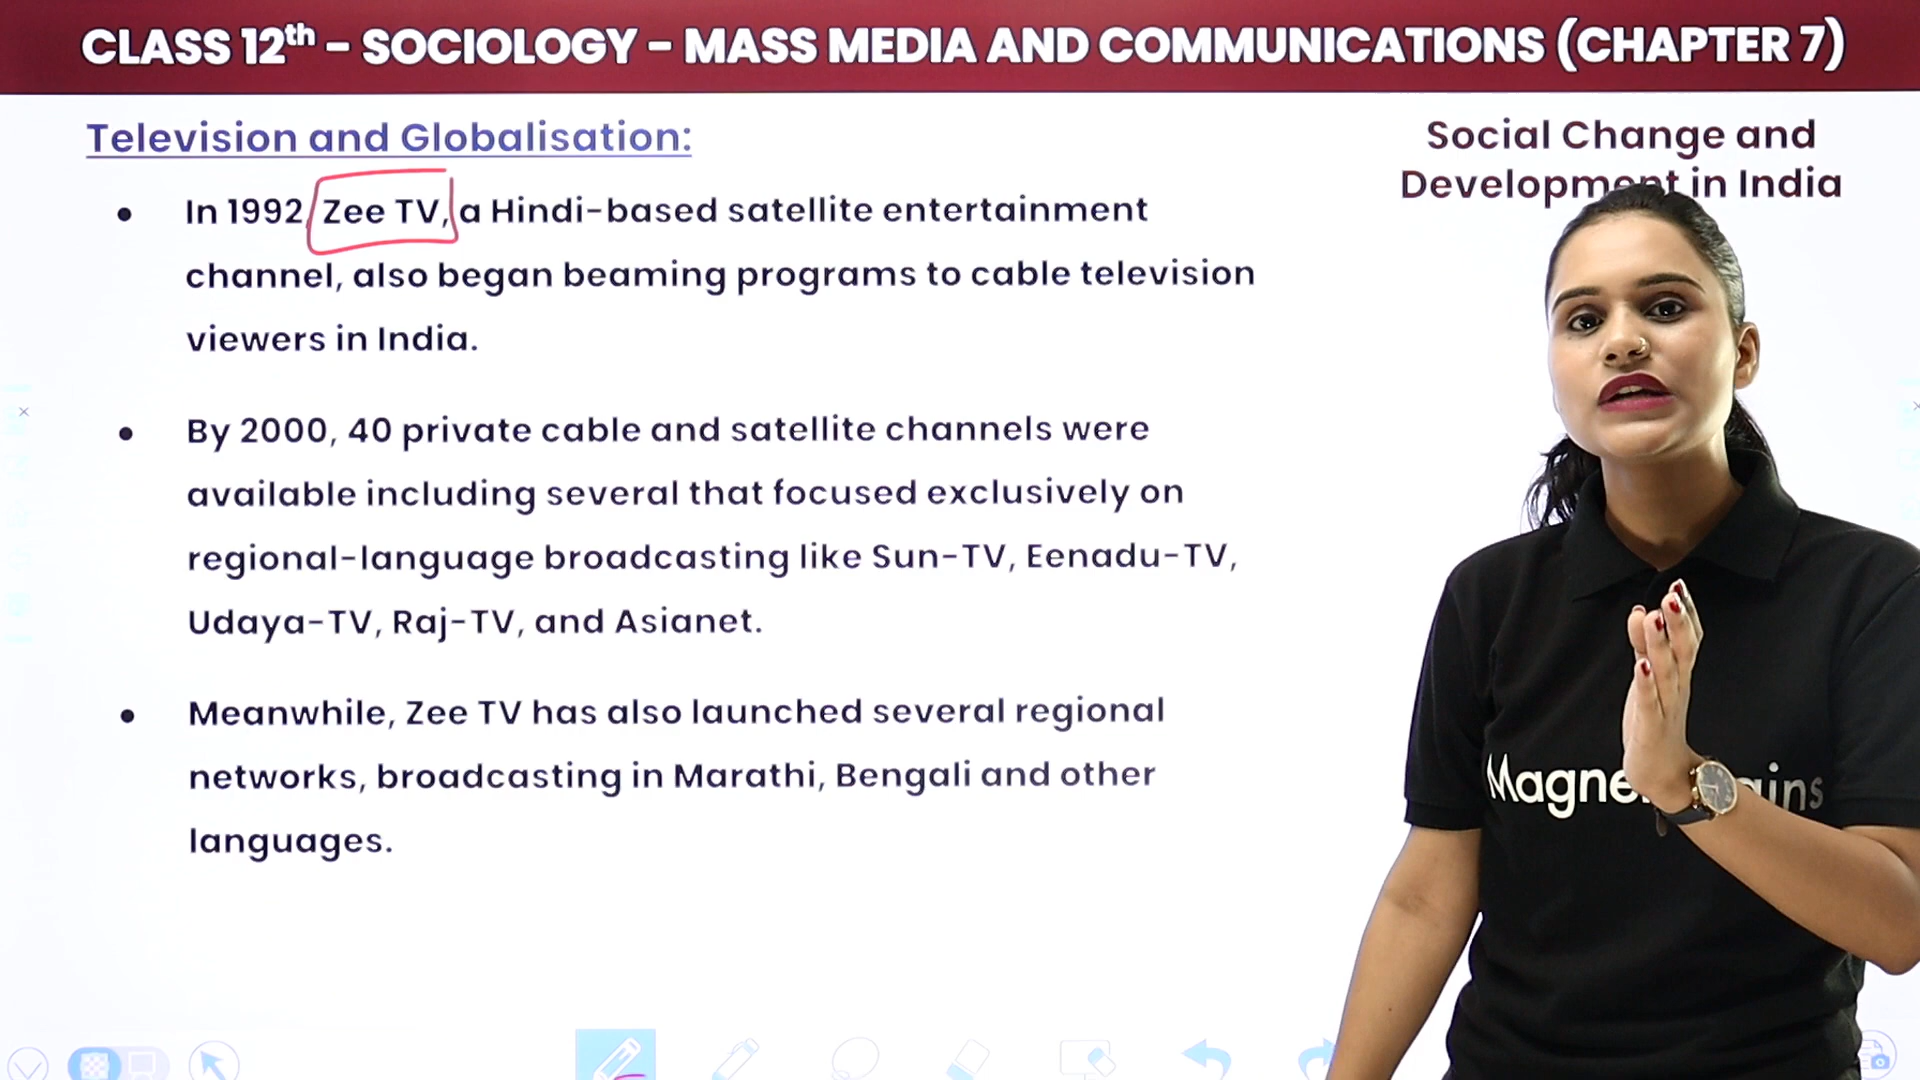 CLASS 12th – SOCIOLOGY – MASS MEDIA AND COMMUNICATIONS (CHAPTER 7)
Television and Globalisation:
Social Change and
Development in India
• In 1992, Zee TV, a Hindi-based satellite entertainment
channel, also began beaming programs to cable television
viewers in India.
• By 2000, 40 private cable and satellite channels were
available including several that focused exclusively on
regional-language broadcasting like Sun-TV, Eenadu-TV,
Udaya-TV, Raj-TV, and Asianet.
• Meanwhile, Zee TV has also launched several regional
networks, broadcasting in Marathi, Bengali and other
languages.